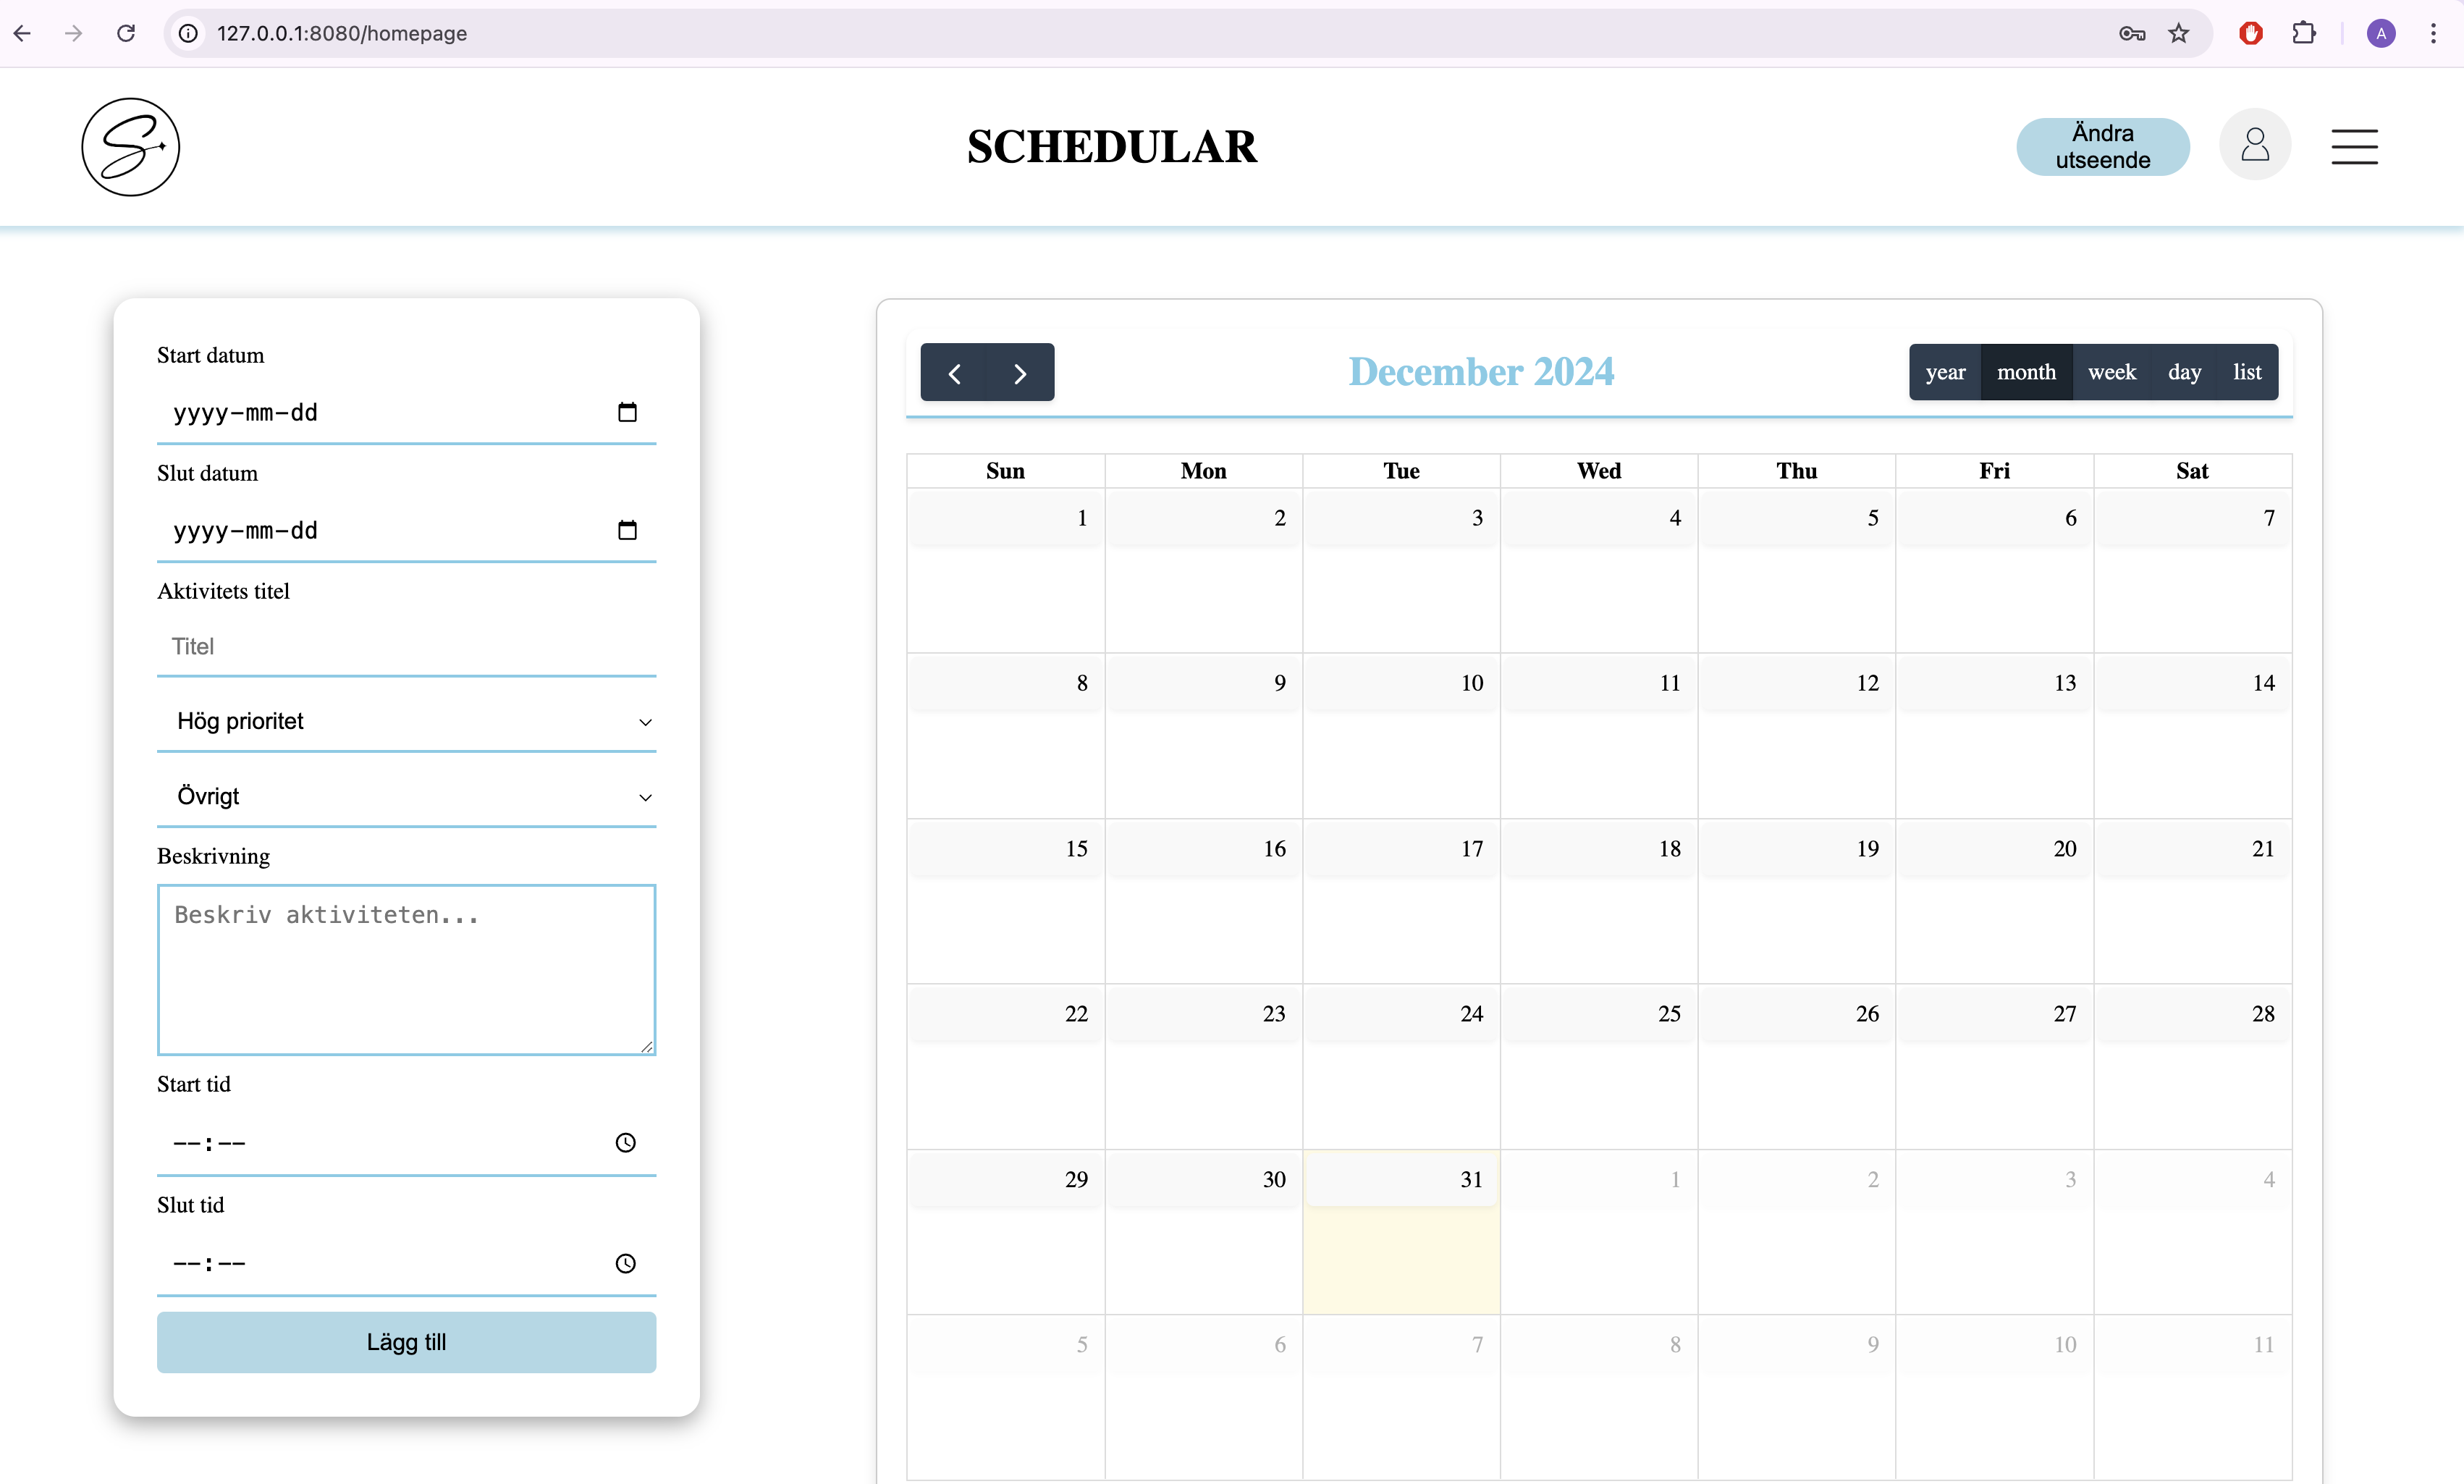 127.0.0.1:8080/homepage
A
S
SCHEDULAR
Ändra
utseende
Start datum
yyyy-mm-dd
Slut datum
yyyy-mm-dd
Aktivitets titel
Titel
Hög prioritet
Övrigt
Beskrivning
Beskriv aktiviteten...
Start tid
--:--
Slut tid
--:--
Lägg till
December 2024
year month week day list
Sun Mon Tue Wed Thu Fri Sat
1 2 3 4 5 6 7
8 9 10 11 12 13 14
15 16 17 18 19 20 21
22 23 24 25 26 27 28
29 30 31 1 2 3 4
5 6 7 8 9 10 11